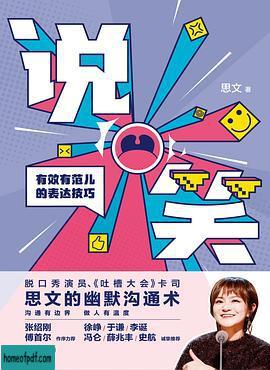 说
思文 著
笑
有效有范儿
的表达技巧
脱口秀演员、《吐槽大会》卡司
思文的幽默沟通术
沟通有边界 做人有温度
张绍刚
傅首尔
作序力荐
徐峥/于谦/李诞
冯仑/薛兆丰/史航
诚挚推荐
homeofpdf.com